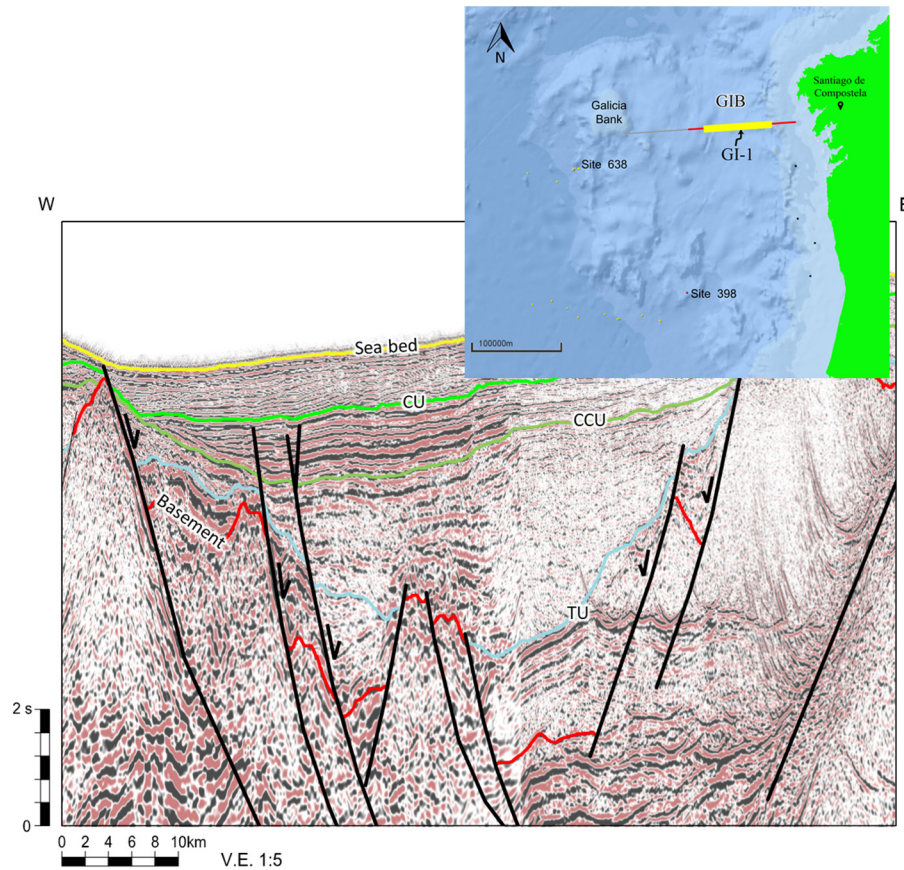 N
Santiago de
Compostela
Galicia
Bank
GIB
GI-1
Site 638
Site 398
100000m
W
E
Sea bed
CU
CCU
Basement
TU
2 s
0
0 2 4 6 8 10km
V.E. 1:5